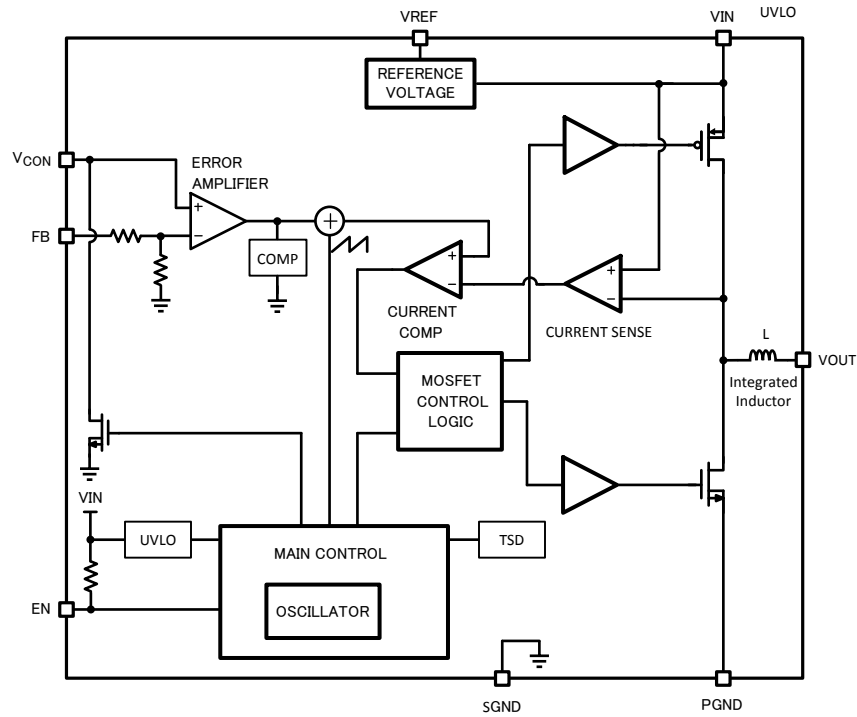 VREF
VIN
UVLO
REFERENCE
VOLTAGE
VCON
ERROR
AMPLIFIER
+
−
FB
+
COMP
+
−
CURRENT
COMP
+
−
CURRENT SENSE
L
VOUT
Integrated
Inductor
MOSFET
CONTROL
LOGIC
VIN
UVLO
MAIN CONTROL
TSD
OSCILLATOR
EN
SGND
PGND